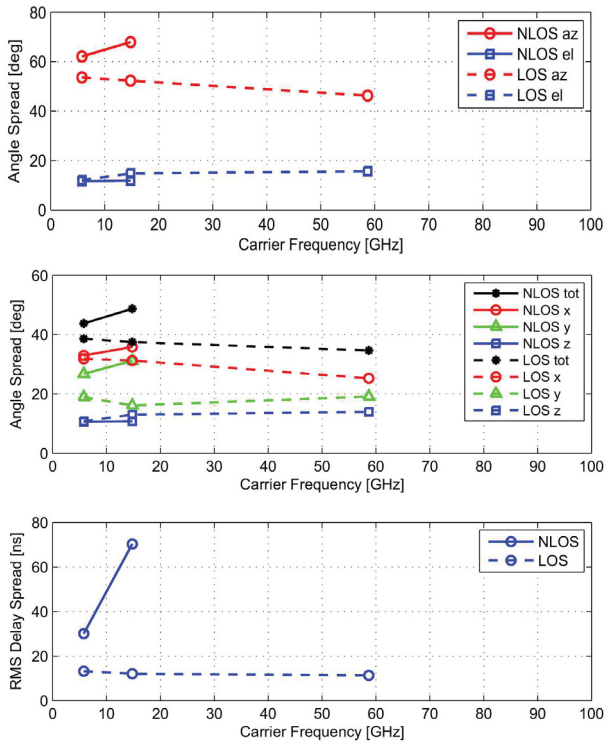 80
60
40
20
0
Angle Spread [deg]
NLOS az
NLOS el
LOS az
LOS el
0 10 20 30 40 50 60 70 80 90 100
Carrier Frequency [GHz]
60
40
20
0
Angle Spread [deg]
NLOS tot
NLOS x
NLOS y
NLOS z
LOS tot
LOS x
LOS y
LOS z
0 10 20 30 40 50 60 70 80 90 100
Carrier Frequency [GHz]
80
60
40
20
0
RMS Delay Spread [ns]
NLOS
LOS
0 10 20 30 40 50 60 70 80 90 100
Carrier Frequency [GHz]